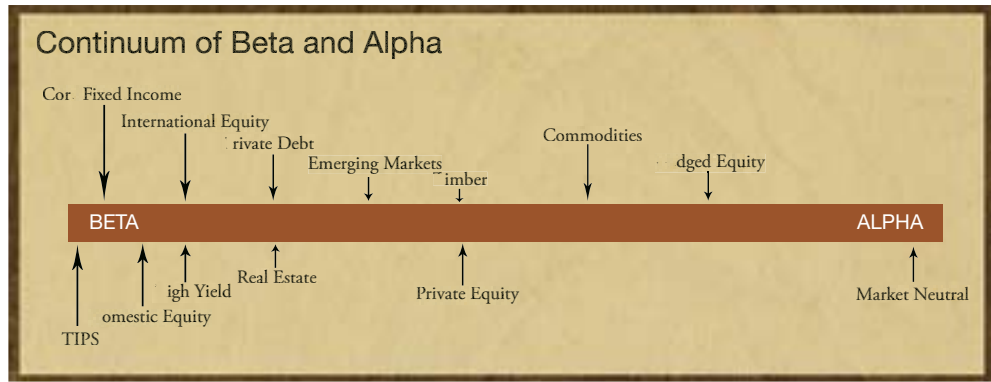 Continuum of Beta and Alpha
Cor Fixed Income
International Equity
rivate Debt
Commodities
Emerging Markets
dged Equity
imber
BETA
ALPHA
Real Estate
igh Yield
Private Equity
Market Neutral
omestic Equity
TIPS